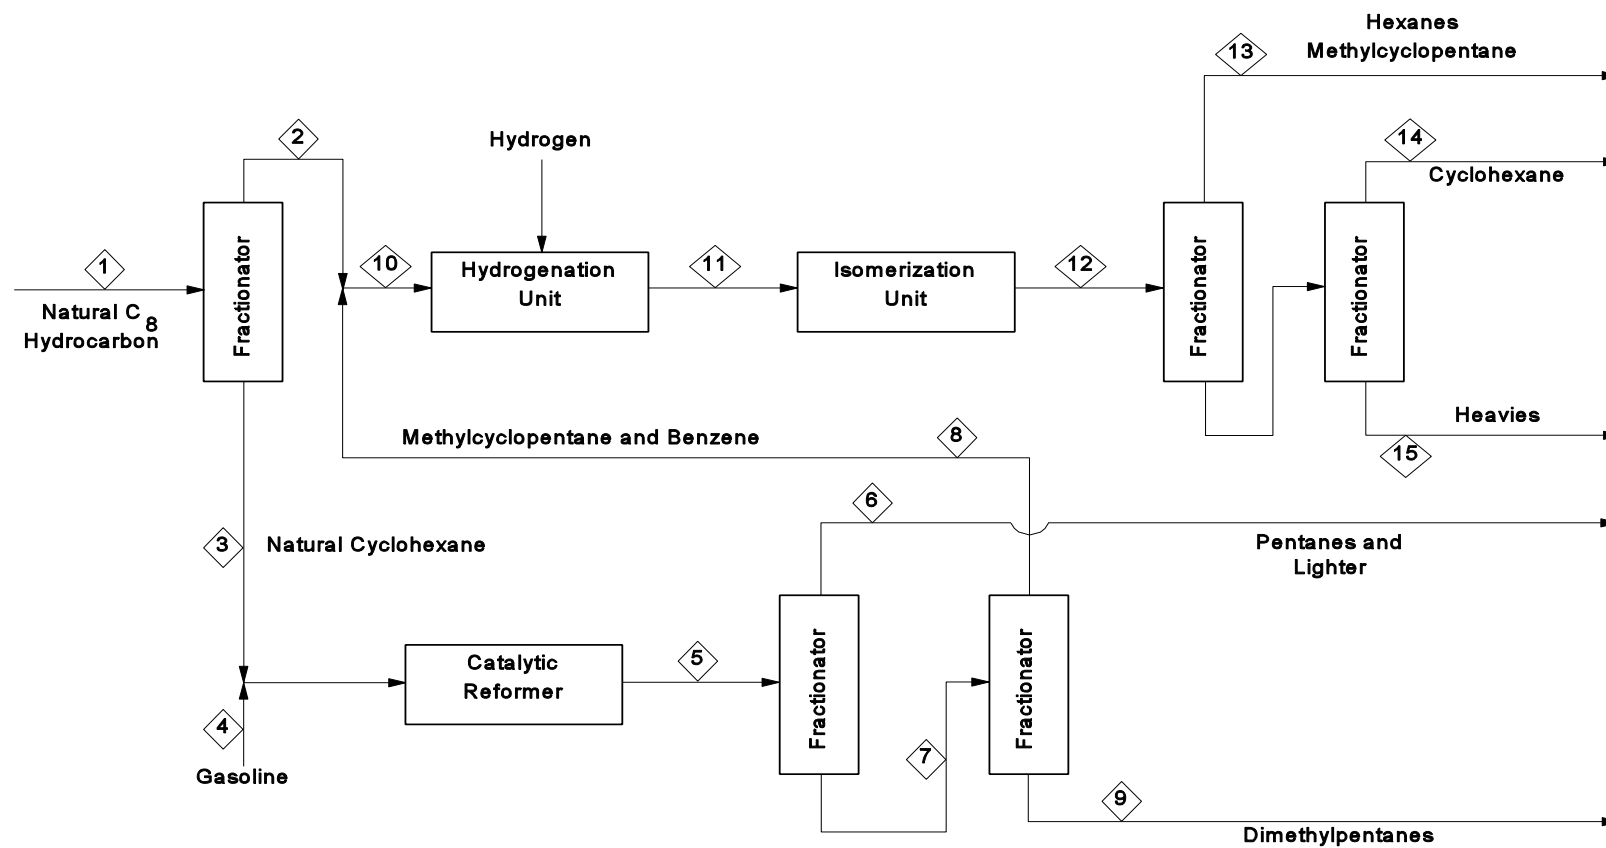 Hexanes
Methylcyclopentane
13
14
Cyclohexane
2
Hydrogen
1
Natural C8
Hydrocarbon
Fractionator
10
Hydrogenation
Unit
11
Isomerization
Unit
12
Fractionator
Fractionator
Heavies
15
Methylcyclopentane and Benzene
8
6
Pentanes and
Lighter
3
Natural Cyclohexane
4
Gasoline
Catalytic
Reformer
5
Fractionator
7
Fractionator
9
Dimethylpentanes